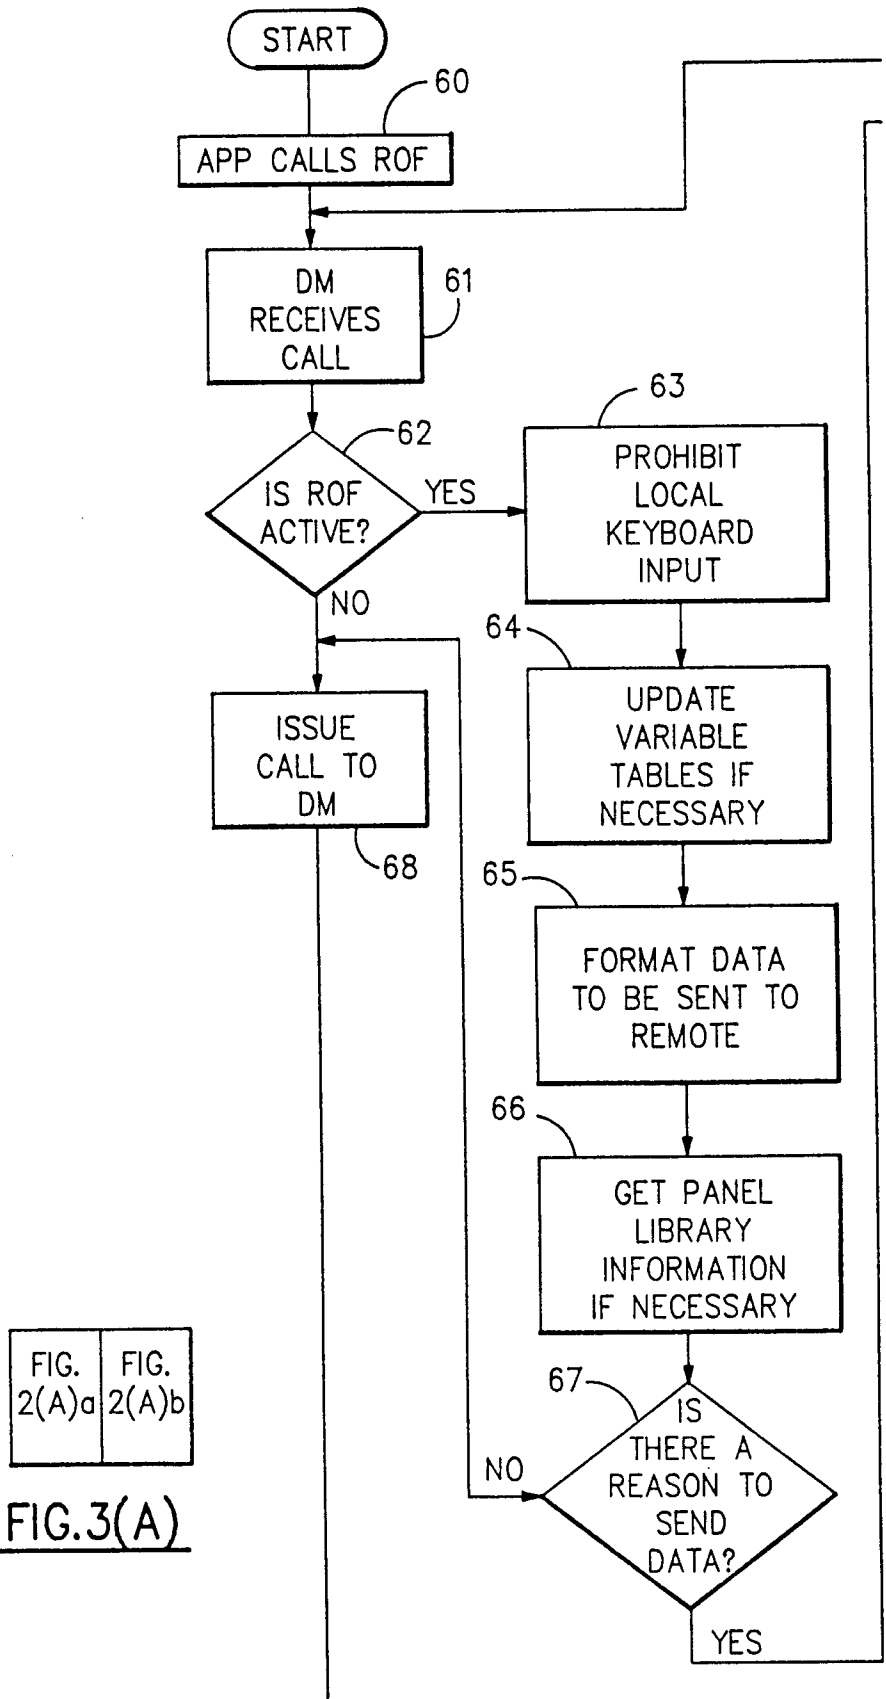 START
60
APP CALLS ROF
DM
RECEIVES
CALL
61
62
IS ROF
ACTIVE?
YES
NO
63
PROHIBIT
LOCAL
KEYBOARD
INPUT
64
UPDATE
VARIABLE
TABLES IF
NECESSARY
ISSUE
CALL TO
DM
68
65
FORMAT DATA
TO BE SENT TO
REMOTE
66
GET PANEL
LIBRARY
INFORMATION
IF NECESSARY
67
IS
THERE A
REASON TO
SEND
DATA?
NO
YES
FIG.
2(A)a
FIG.
2(A)b
FIG.3(A)